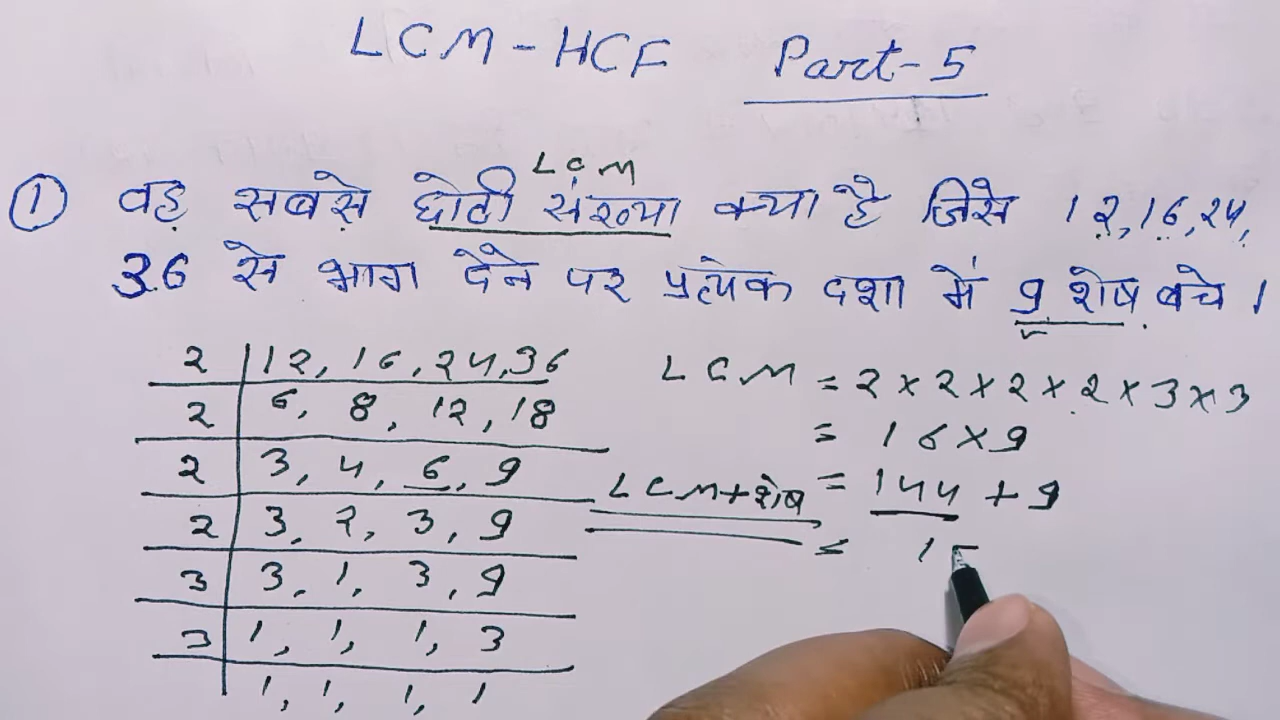 LCM - HCF Part-5
LCM
① वह सबसे छोटी संख्या क्या है जिसे 12, 16, 24,
36 से भाग देने पर प्रत्येक दशा में 9 शेष बचे ।
2 | 12, 16, 24, 36
2 | 6, 8, 12, 18
2 | 3, 4, 6, 9
2 | 3, 2, 3, 9
3 | 3, 1, 3, 9
3 | 1, 1, 1, 3
1, 1, 1, 1
LCM = 2 × 2 × 2 × 2 × 3 × 3
= 16 × 9
LCM + शेष = 144 + 9
= 15